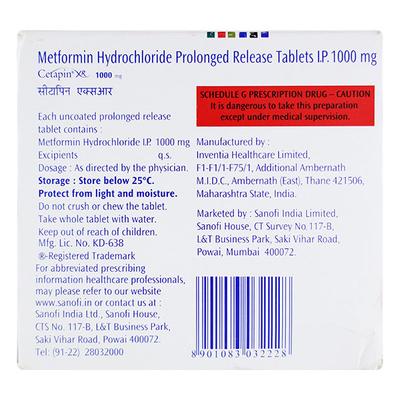 Metformin Hydrochloride Prolonged Release Tablets I.P. 1000 mg
Cetapin® XR 1000 mg
सीटापिन एक्सआर
SCHEDULE G PRESCRIPTION DRUG – CAUTION
It is dangerous to take this preparation
except under medical supervision.
Each uncoated prolonged release
tablet contains :
Metformin Hydrochloride I.P. 1000 mg
Excipients q.s.
Dosage : As directed by the physician.
Storage : Store below 25°C.
Protect from light and moisture.
Do not crush or chew the tablet.
Take whole tablet with water.
Keep out of reach of children.
Mfg. Lic. No. KD-638
®-Registered Trademark
For abbreviated prescribing
information healthcare professionals,
may please refer to our website
www.sanofi.in or contact us at :
Sanofi India Ltd., Sanofi House,
CTS No. 117-B, L&T Business Park,
Saki Vihar Road, Powai 400072.
Tel: (91-22) 28032000
Manufactured by :
Inventia Healthcare Limited,
F1-F1/1-F75/1, Additional Ambernath
M.I.D.C., Ambernath (East), Thane 421506,
Maharashtra State, India.
Marketed by : Sanofi India Limited,
Sanofi House, CT Survey No.117-B,
L&T Business Park, Saki Vihar Road,
Powai, Mumbai 400072.
8 901083 032228